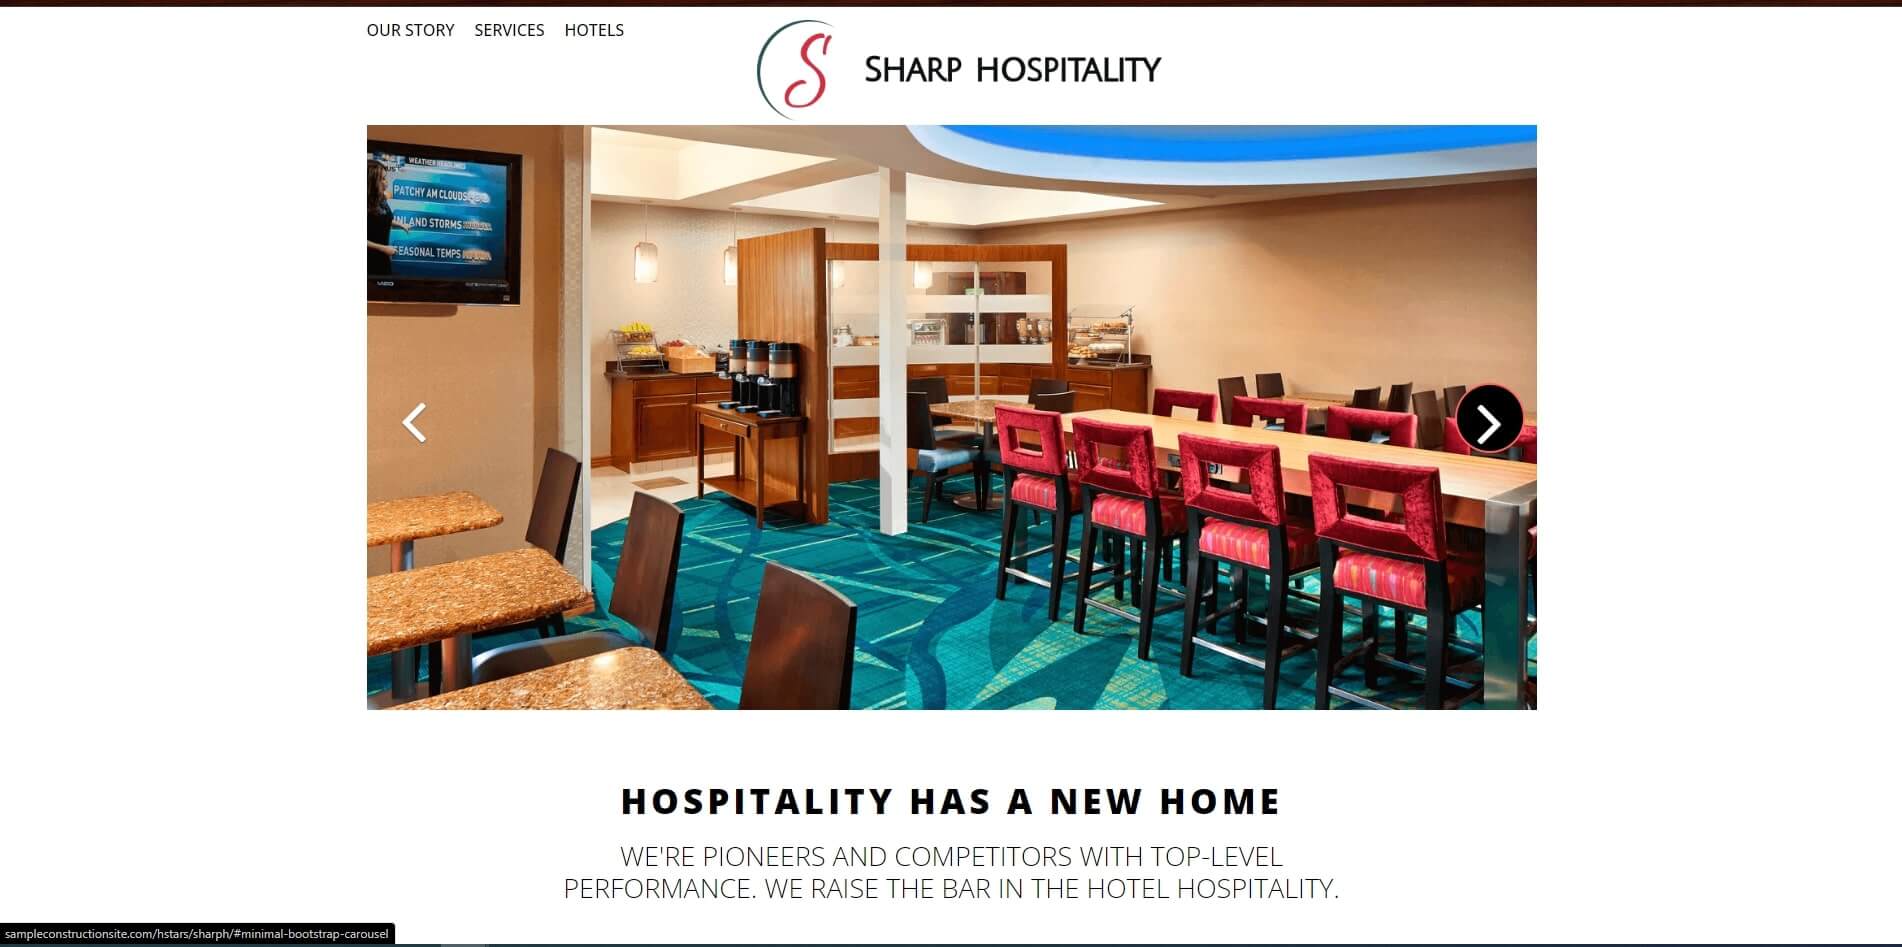 OUR STORY SERVICES HOTELS
S
SHARP HOSPITALITY
WEATHER HEADLINES
PATCHY AM CLOUDS
INLAND STORMS
SEASONAL TEMPS
HOSPITALITY HAS A NEW HOME
WE'RE PIONEERS AND COMPETITORS WITH TOP-LEVEL
PERFORMANCE. WE RAISE THE BAR IN THE HOTEL HOSPITALITY.
sampleconstructionsite.com/hstars/sharph/#minimal-bootstrap-carousel